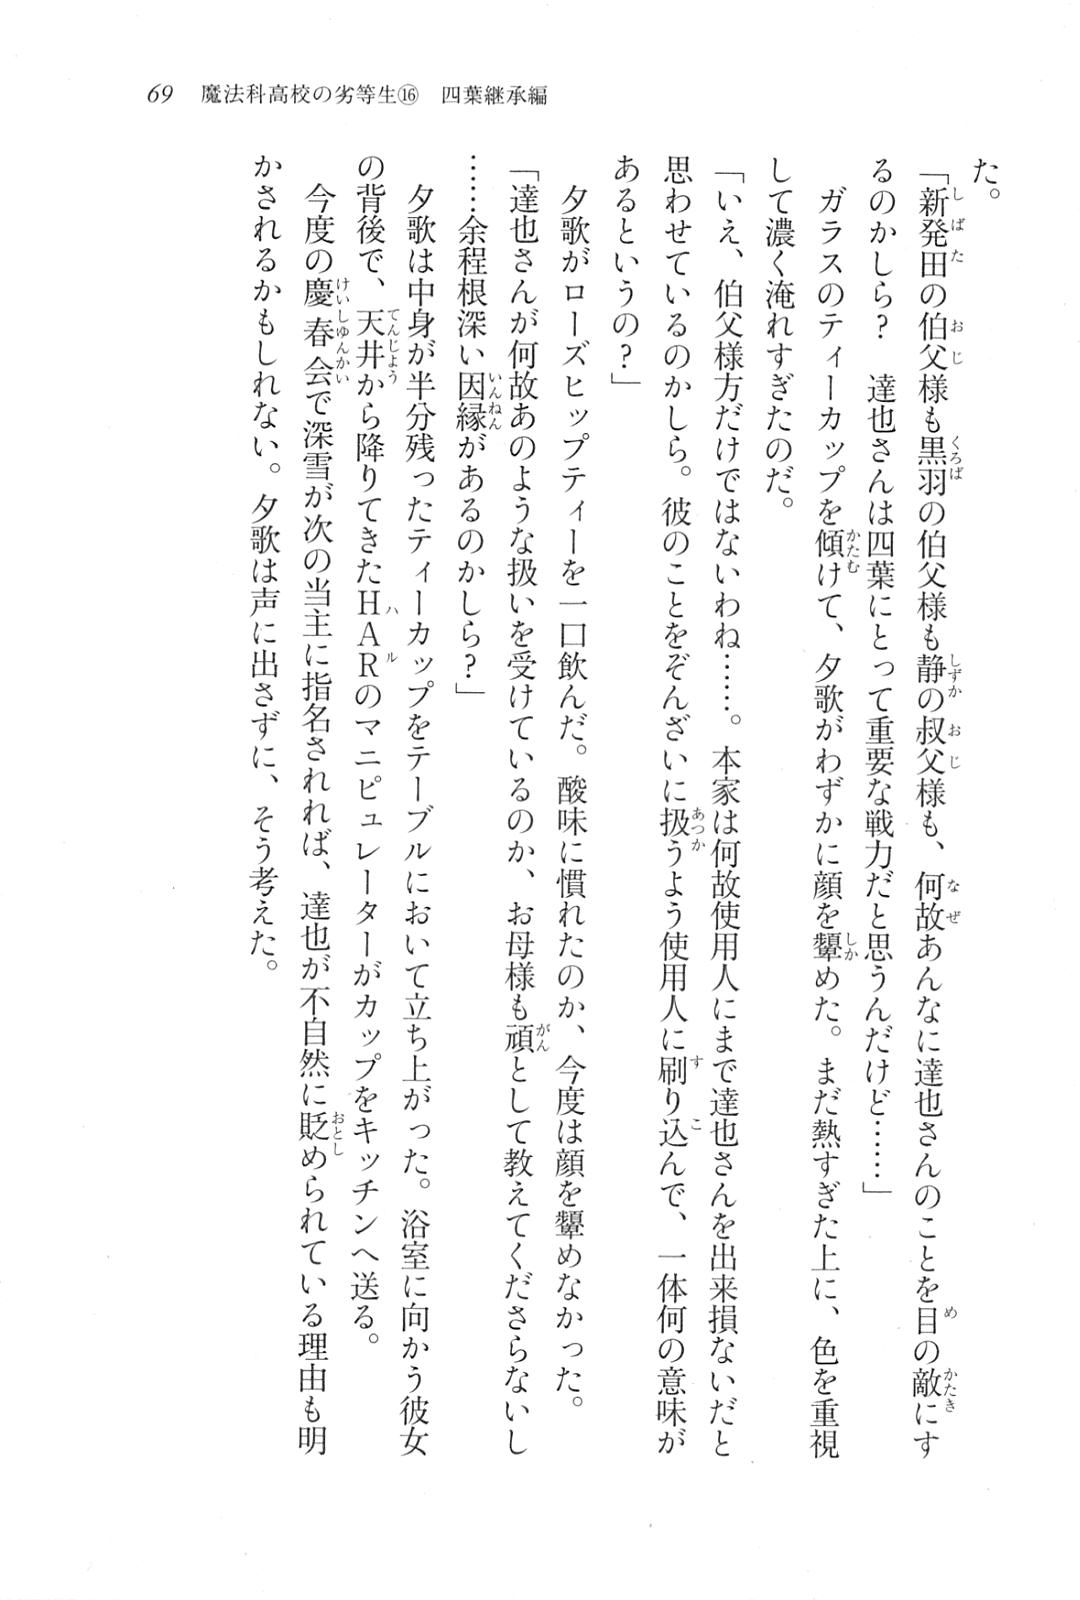 69 魔法科高校の劣等生⑯ 四葉継承編
た。
「新発田の伯父様も黒羽の伯父様も静の叔父様も、何故あんなに達也さんのことを目の敵にす
るのかしら？　達也さんは四葉にとって重要な戦力だと思うんだけど……」
　ガラスのティーカップを傾けて、夕歌がわずかに顔を顰めた。まだ熱すぎた上に、色を重視
して濃く淹れすぎたのだ。
「いえ、伯父様方だけではないわね……。本家は何故使用人にまで達也さんを出来損ないだと
思わせているのかしら。彼のことをぞんざいに扱うよう使用人に刷り込んで、一体何の意味が
あるというの？」
　夕歌がローズヒップティーを一口飲んだ。酸味に慣れたのか、今度は顔を顰めなかった。
「達也さんが何故あのような扱いを受けているのか、お母様も頑として教えてくださらないし
……余程根深い因縁があるのかしら？」
　夕歌は中身が半分残ったティーカップをテーブルにおいて立ち上がった。浴室に向かう彼女
の背後で、天井から降りてきたＨＡＲのマニピュレーターがカップをキッチンへ送る。
　今度の慶春会で深雪が次の当主に指名されれば、達也が不自然に貶められている理由も明
かされるかもしれない。夕歌は声に出さずに、そう考えた。